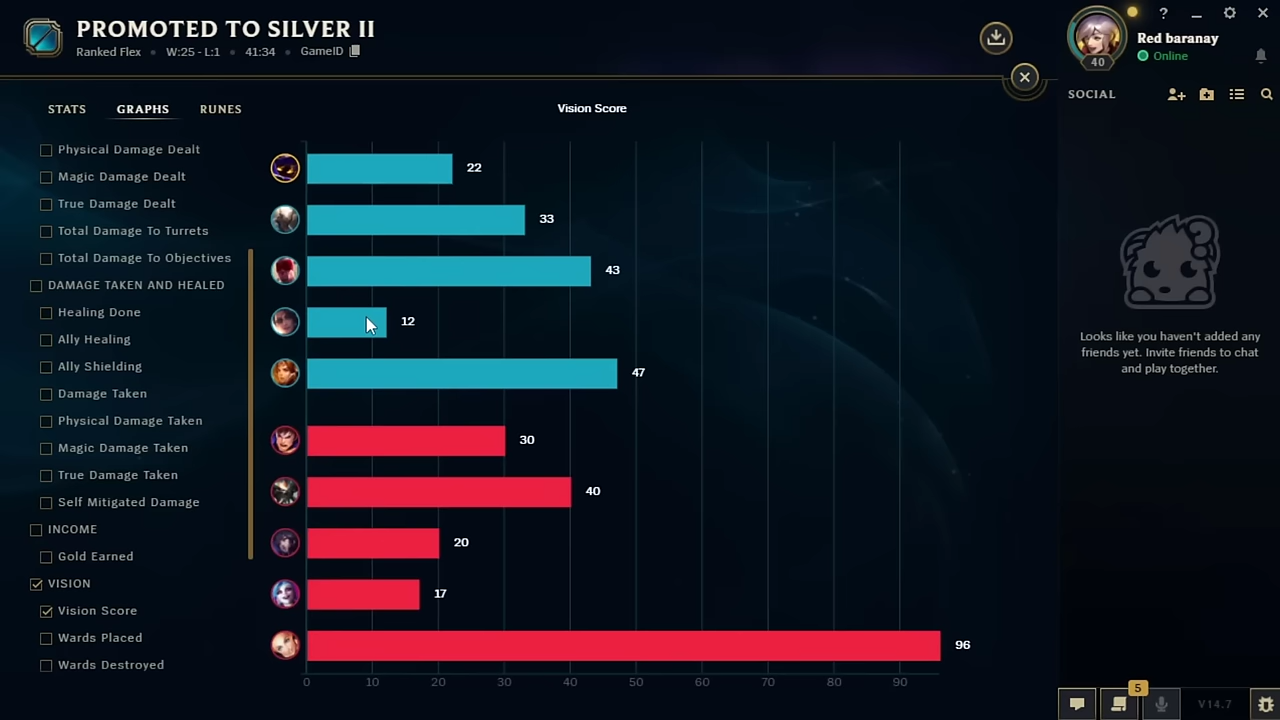 PROMOTED TO SILVER II
Ranked Flex • W:25 - L:1 • 41:34 • GameID
?
40
Red baranay
Online
SOCIAL
STATS
GRAPHS
RUNES
Vision Score
Physical Damage Dealt
Magic Damage Dealt
True Damage Dealt
Total Damage To Turrets
Total Damage To Objectives
DAMAGE TAKEN AND HEALED
Healing Done
Ally Healing
Ally Shielding
Damage Taken
Physical Damage Taken
Magic Damage Taken
True Damage Taken
Self Mitigated Damage
INCOME
Gold Earned
VISION
Vision Score
Wards Placed
Wards Destroyed
22
33
43
12
47
30
40
20
17
96
0 10 20 30 40 50 60 70 80 90
?
Looks like you haven't added any
friends yet. Invite friends to chat
and play together.
5
V14.7